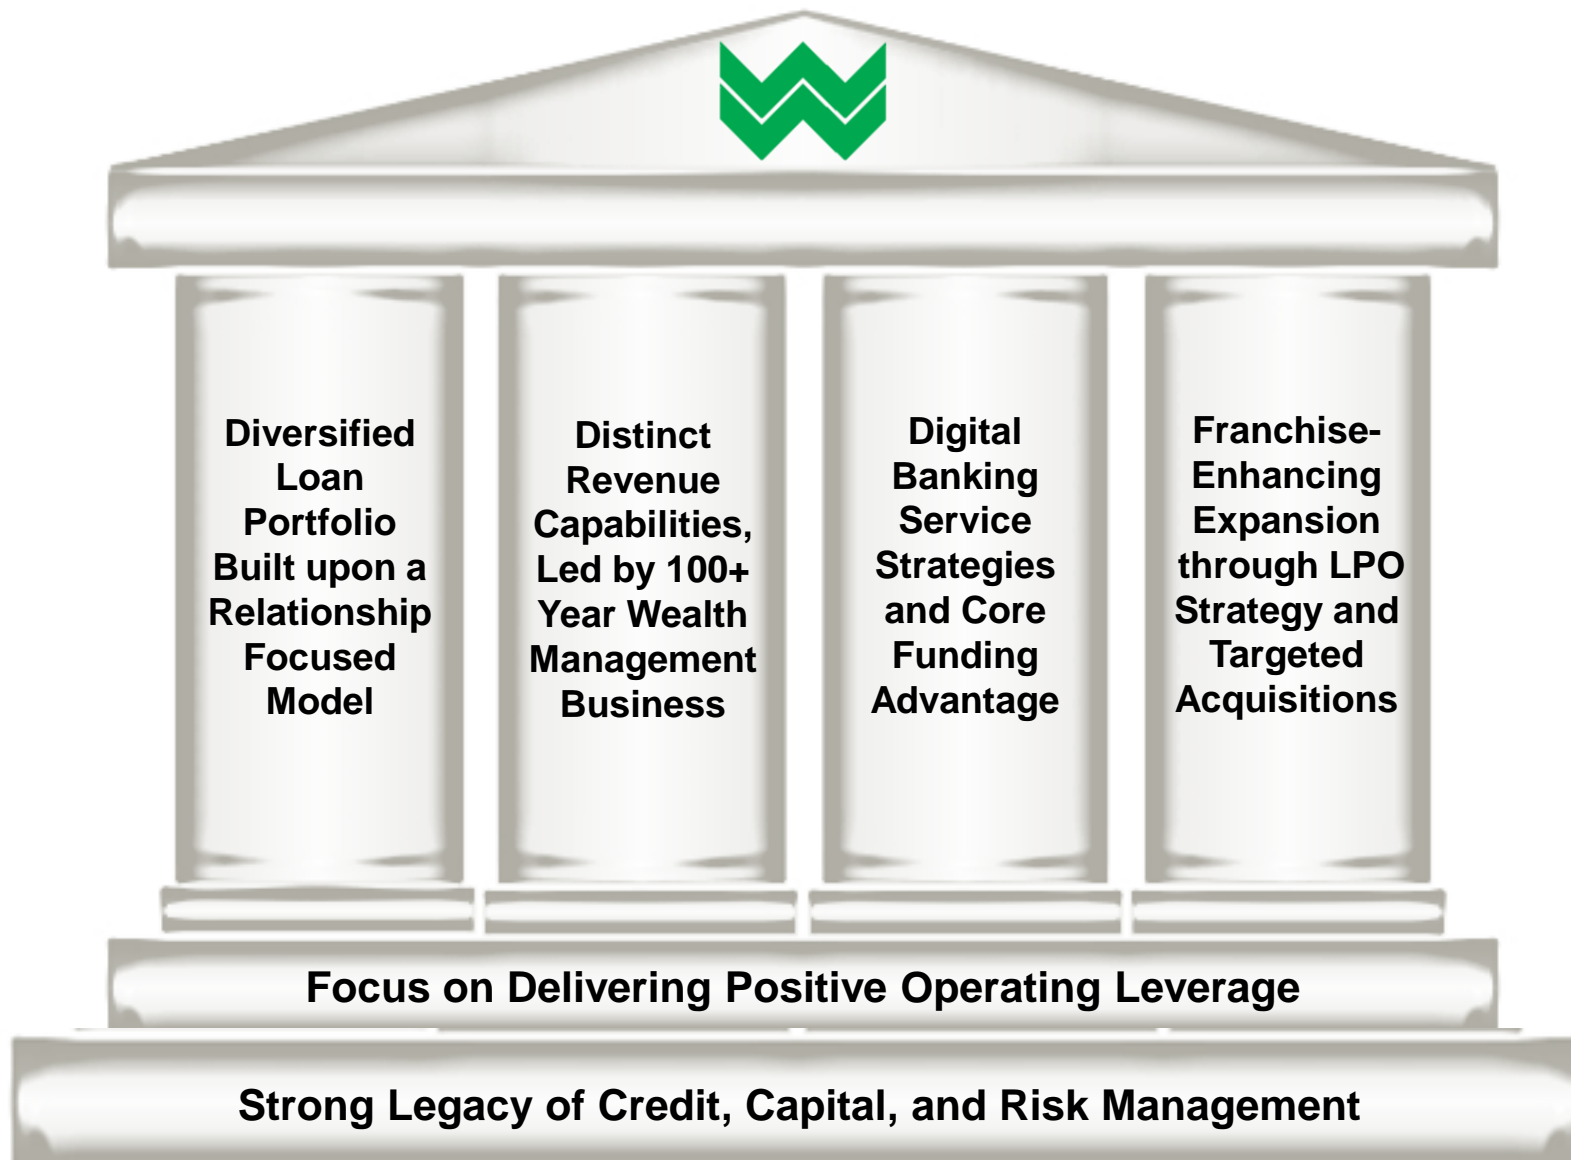 Diversified
Loan
Portfolio
Built upon a
Relationship
Focused
Model
Distinct
Revenue
Capabilities,
Led by 100+
Year Wealth
Management
Business
Digital
Banking
Service
Strategies
and Core
Funding
Advantage
Franchise-
Enhancing
Expansion
through LPO
Strategy and
Targeted
Acquisitions
Focus on Delivering Positive Operating Leverage
Strong Legacy of Credit, Capital, and Risk Management